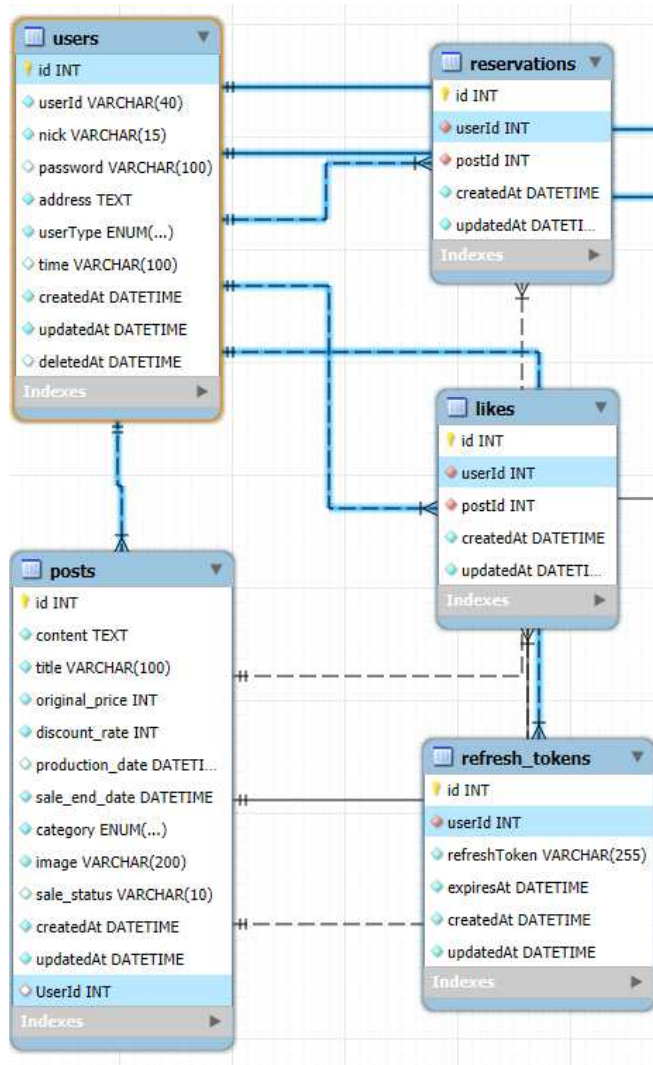 users
id INT
userId VARCHAR(40)
nick VARCHAR(15)
password VARCHAR(100)
address TEXT
userType ENUM(...)
time VARCHAR(100)
createdAt DATETIME
updatedAt DATETIME
deletedAt DATETIME
Indexes
reservations
id INT
userId INT
postId INT
createdAt DATETIME
updatedAt DATETI...
Indexes
likes
id INT
userId INT
postId INT
createdAt DATETIME
updatedAt DATETI...
Indexes
posts
id INT
content TEXT
title VARCHAR(100)
original_price INT
discount_rate INT
production_date DATETI...
sale_end_date DATETIME
category ENUM(...)
image VARCHAR(200)
sale_status VARCHAR(10)
createdAt DATETIME
updatedAt DATETIME
UserId INT
Indexes
refresh_tokens
id INT
userId INT
refreshToken VARCHAR(255)
expiresAt DATETIME
createdAt DATETIME
updatedAt DATETIME
Indexes